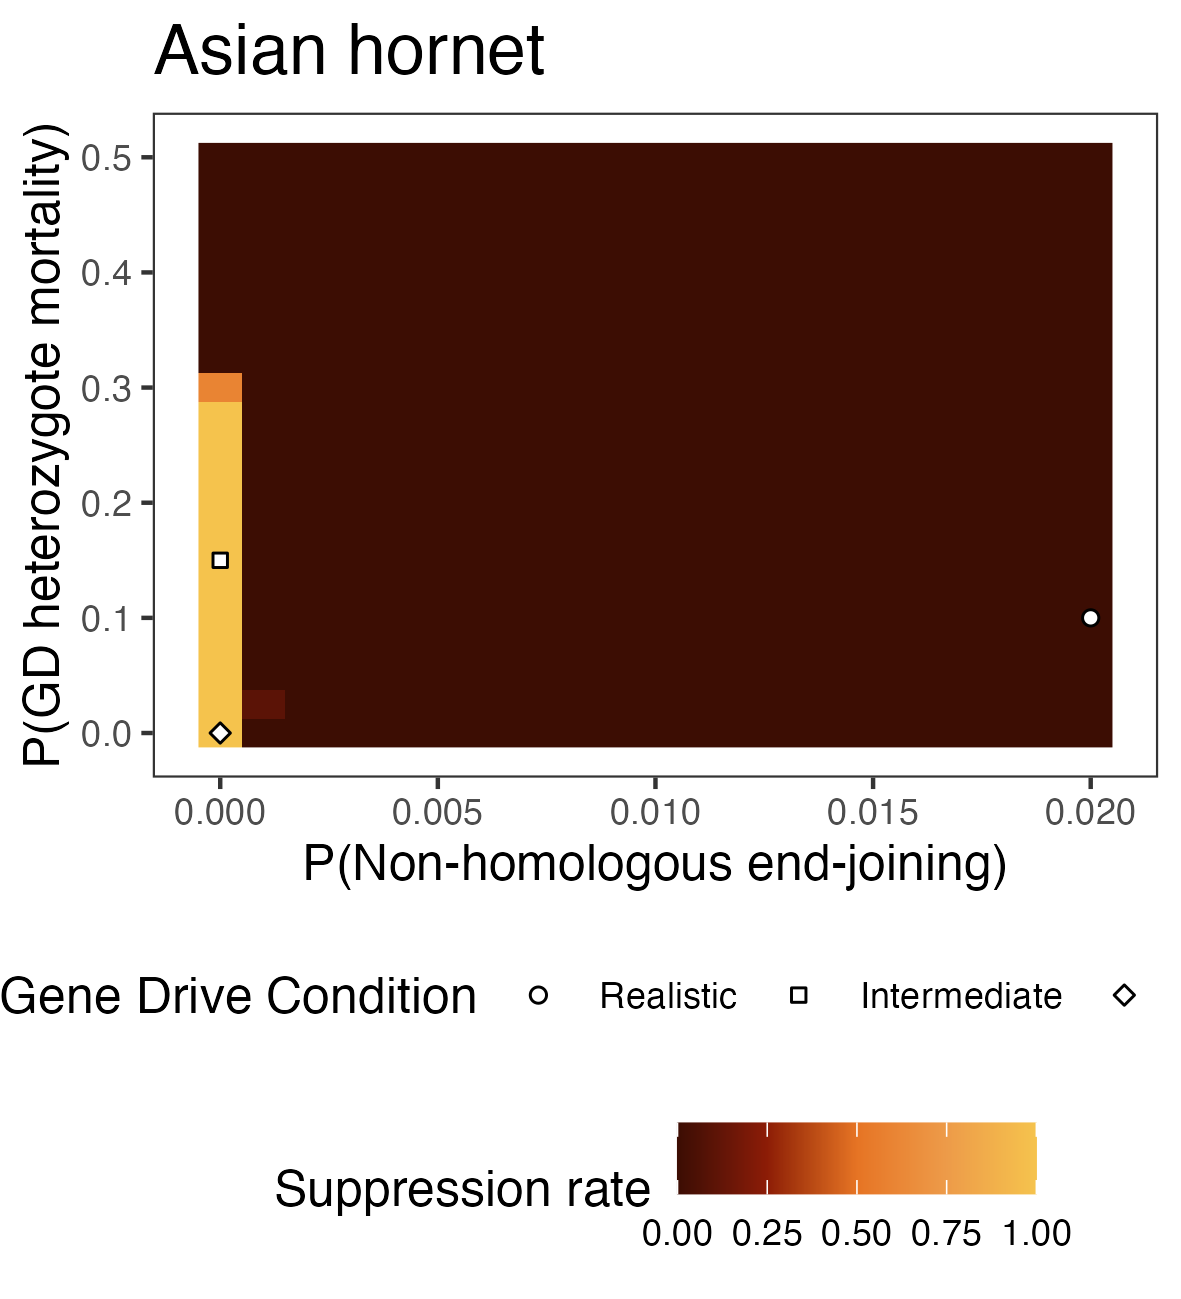 Asian hornet
P(GD heterozygote mortality)
0.5
0.4
0.3
0.2
0.1
0.0
0.000 0.005 0.010 0.015 0.020
P(Non-homologous end-joining)
Gene Drive Condition Realistic Intermediate
Suppression rate
0.00 0.25 0.50 0.75 1.00